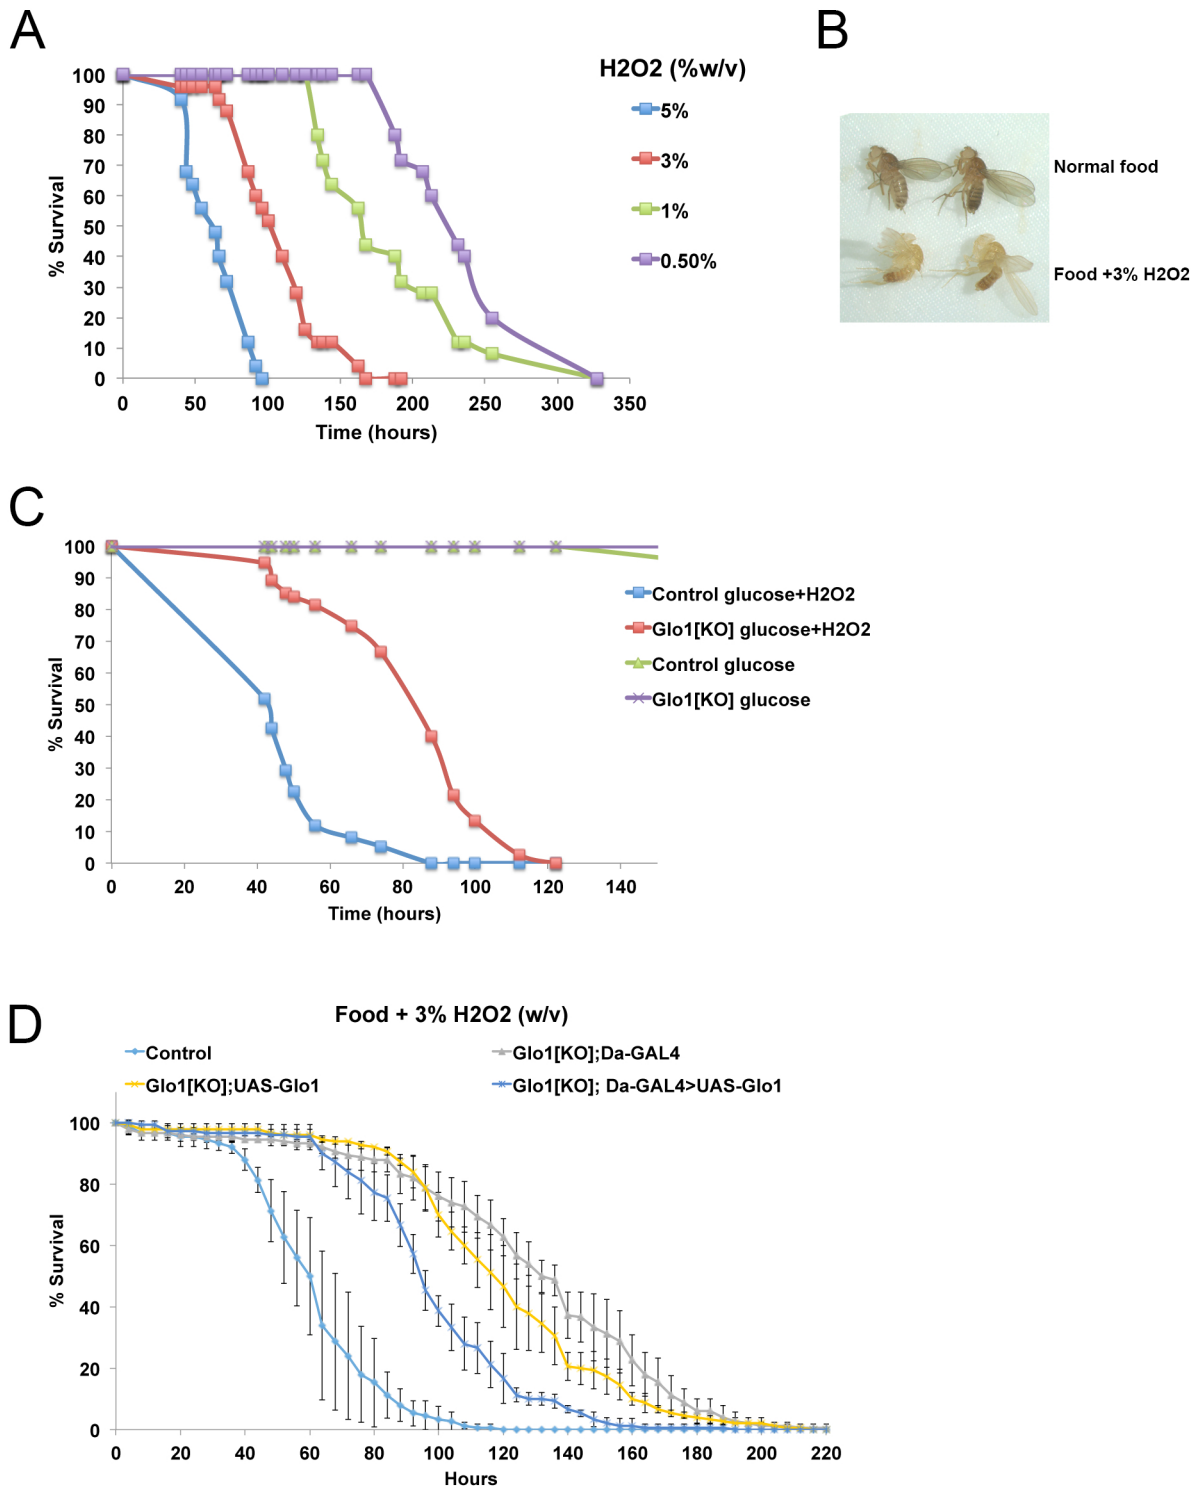 A
B
H2O2 (%w/v)
100
90
80
70
60
50
40
30
20
10
0
% Survival
0 50 100 150 200 250 300 350
Time (hours)
5%
3%
1%
0.50%
Normal food
Food +3% H2O2
C
100
90
80
70
60
50
40
30
20
10
0
% Survival
0 20 40 60 80 100 120 140
Time (hours)
Control glucose+H2O2
Glo1[KO] glucose+H2O2
Control glucose
Glo1[KO] glucose
D
Food + 3% H2O2 (w/v)
Control
Glo1[KO];Da-GAL4
Glo1[KO];UAS-Glo1
Glo1[KO]; Da-GAL4>UAS-Glo1
100
80
60
40
20
0
% Survival
0 20 40 60 80 100 120 140 160 180 200 220
Hours